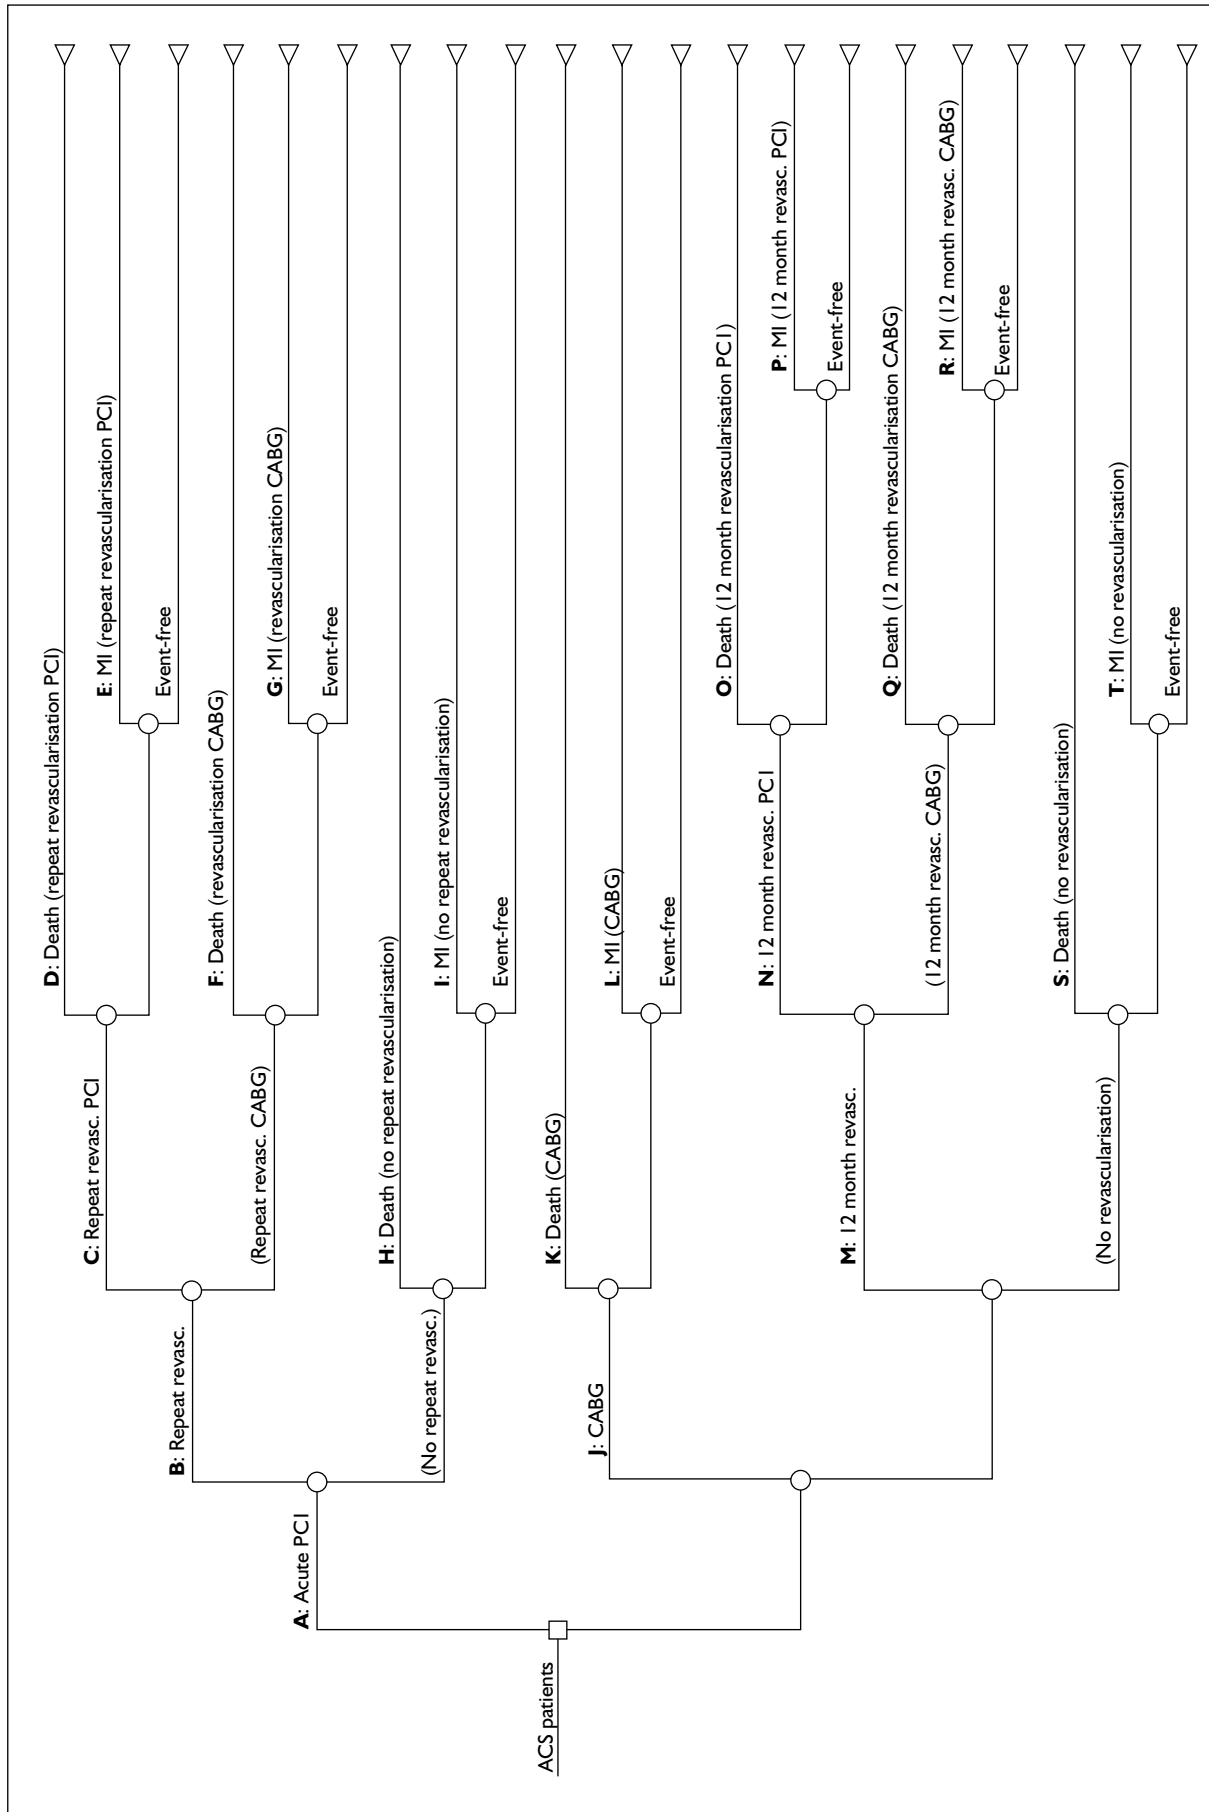 ACS patients
A: Acute PCI
B: Repeat revasc.
C: Repeat revasc. PCI
D: Death (repeat revascularisation PCI)
E: MI (repeat revascularisation PCI)
Event-free
(Repeat revasc. CABG)
F: Death (revascularisation CABG)
G: MI (revascularisation CABG)
Event-free
(No repeat revasc.)
H: Death (no repeat revascularisation)
I: MI (no repeat revascularisation)
Event-free
J: CABG
K: Death (CABG)
L: MI (CABG)
Event-free
M: 12 month revasc.
N: 12 month revasc. PCI
O: Death (12 month revascularisation PC1)
P: MI (12 month revasc. PCI)
Event-free
(12 month revasc. CABG)
Q: Death (12 month revascularisation CABG)
R: MI (12 month revasc. CABG)
Event-free
(No revascularisation)
S: Death (no revascularisation)
T: MI (no revascularisation)
Event-free